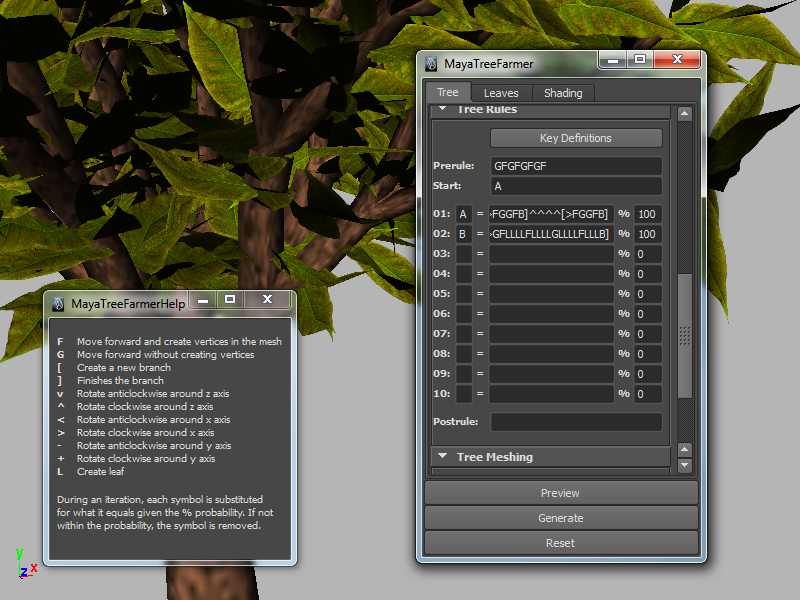 MayaTreeFarmer
Tree Leaves Shading
Tree Rules
Key Definitions
Prerule: GFGFGFGF
Start: A
01: A = >FGGFB]^^^^[>FGGFB] % 100
02: B = >GFLLLLFLLLLGLLLLFLLLB] % 100
03: = % 0
04: = % 0
05: = % 0
06: = % 0
07: = % 0
08: = % 0
09: = % 0
10: = % 0
Postrule:
Tree Meshing
Preview
Generate
Reset
MayaTreeFarmerHelp
F Move forward and create vertices in the mesh
G Move forward without creating vertices
[ Create a new branch
] Finishes the branch
v Rotate anticlockwise around z axis
^ Rotate clockwise around z axis
< Rotate anticlockwise around x axis
> Rotate clockwise around x axis
- Rotate anticlockwise around y axis
+ Rotate clockwise around y axis
L Create leaf
During an iteration, each symbol is substituted
for what it equals given the % probability. If not
within the probability, the symbol is removed.
y
z x